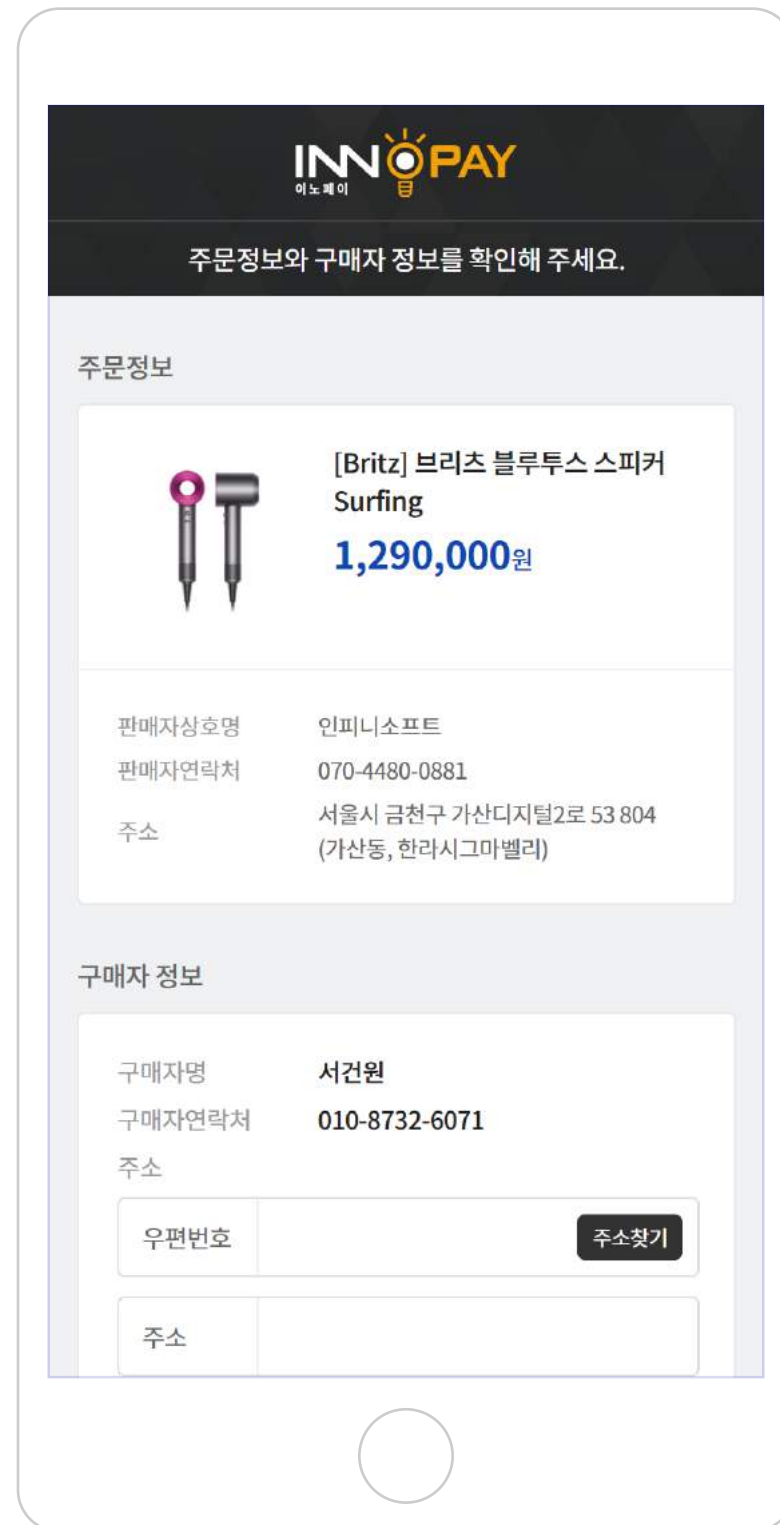 INNOPAY
이노페이
주문정보와 구매자 정보를 확인해 주세요.
주문정보
[Britz] 브리츠 블루투스 스피커
Surfing
1,290,000원
판매자상호명 인피니소프트
판매자연락처 070-4480-0881
주소 서울시 금천구 가산디지털2로 53 804
(가산동, 한라시그마벨리)
구매자 정보
구매자명 서건원
구매자연락처 010-8732-6071
주소
우편번호 주소찾기
주소